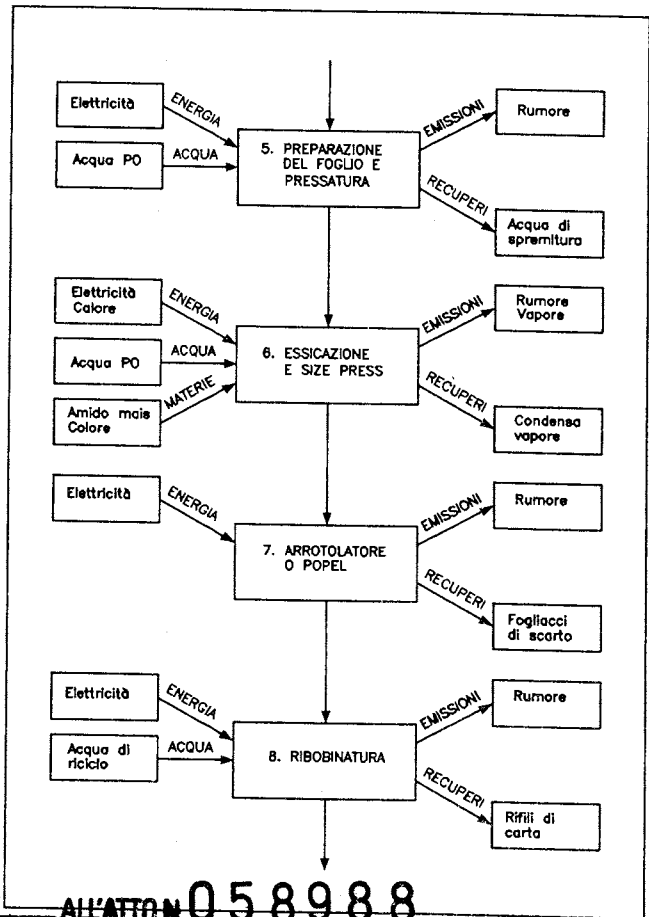 Elettricità
ENERGIA
Acqua PO
ACQUA
5. PREPARAZIONE
DEL FOGLIO E
PRESSATURA
EMISSIONI
Rumore
RECUPERI
Acqua di
spremitura
Elettricità
Calore
ENERGIA
Acqua PO
ACQUA
Amido mais
Colore
MATERIE
6. ESSICAZIONE
E SIZE PRESS
EMISSIONI
Rumore
Vapore
RECUPERI
Condensa
vapore
Elettricità
ENERGIA
7. ARROTOLATORE
O POPEL
EMISSIONI
Rumore
RECUPERI
Fogliacci
di scarto
Elettricità
ENERGIA
Acqua di
riciclo
ACQUA
8. RIBOBINATURA
EMISSIONI
Rumore
RECUPERI
Rifili di
carta
ALL'ATTO N 058988